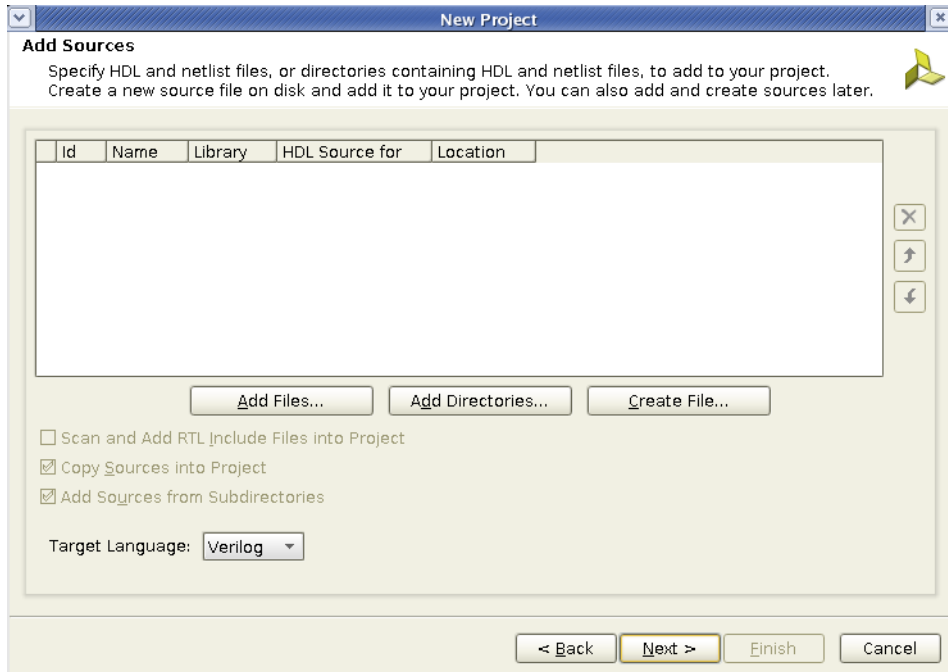 New Project
Add Sources
Specify HDL and netlist files, or directories containing HDL and netlist files, to add to your project.
Create a new source file on disk and add it to your project. You can also add and create sources later.
Id Name Library HDL Source for Location
Add Files... Add Directories... Create File...
Scan and Add RTL Include Files into Project
Copy Sources into Project
Add Sources from Subdirectories
Target Language: Verilog
< Back Next > Finish Cancel